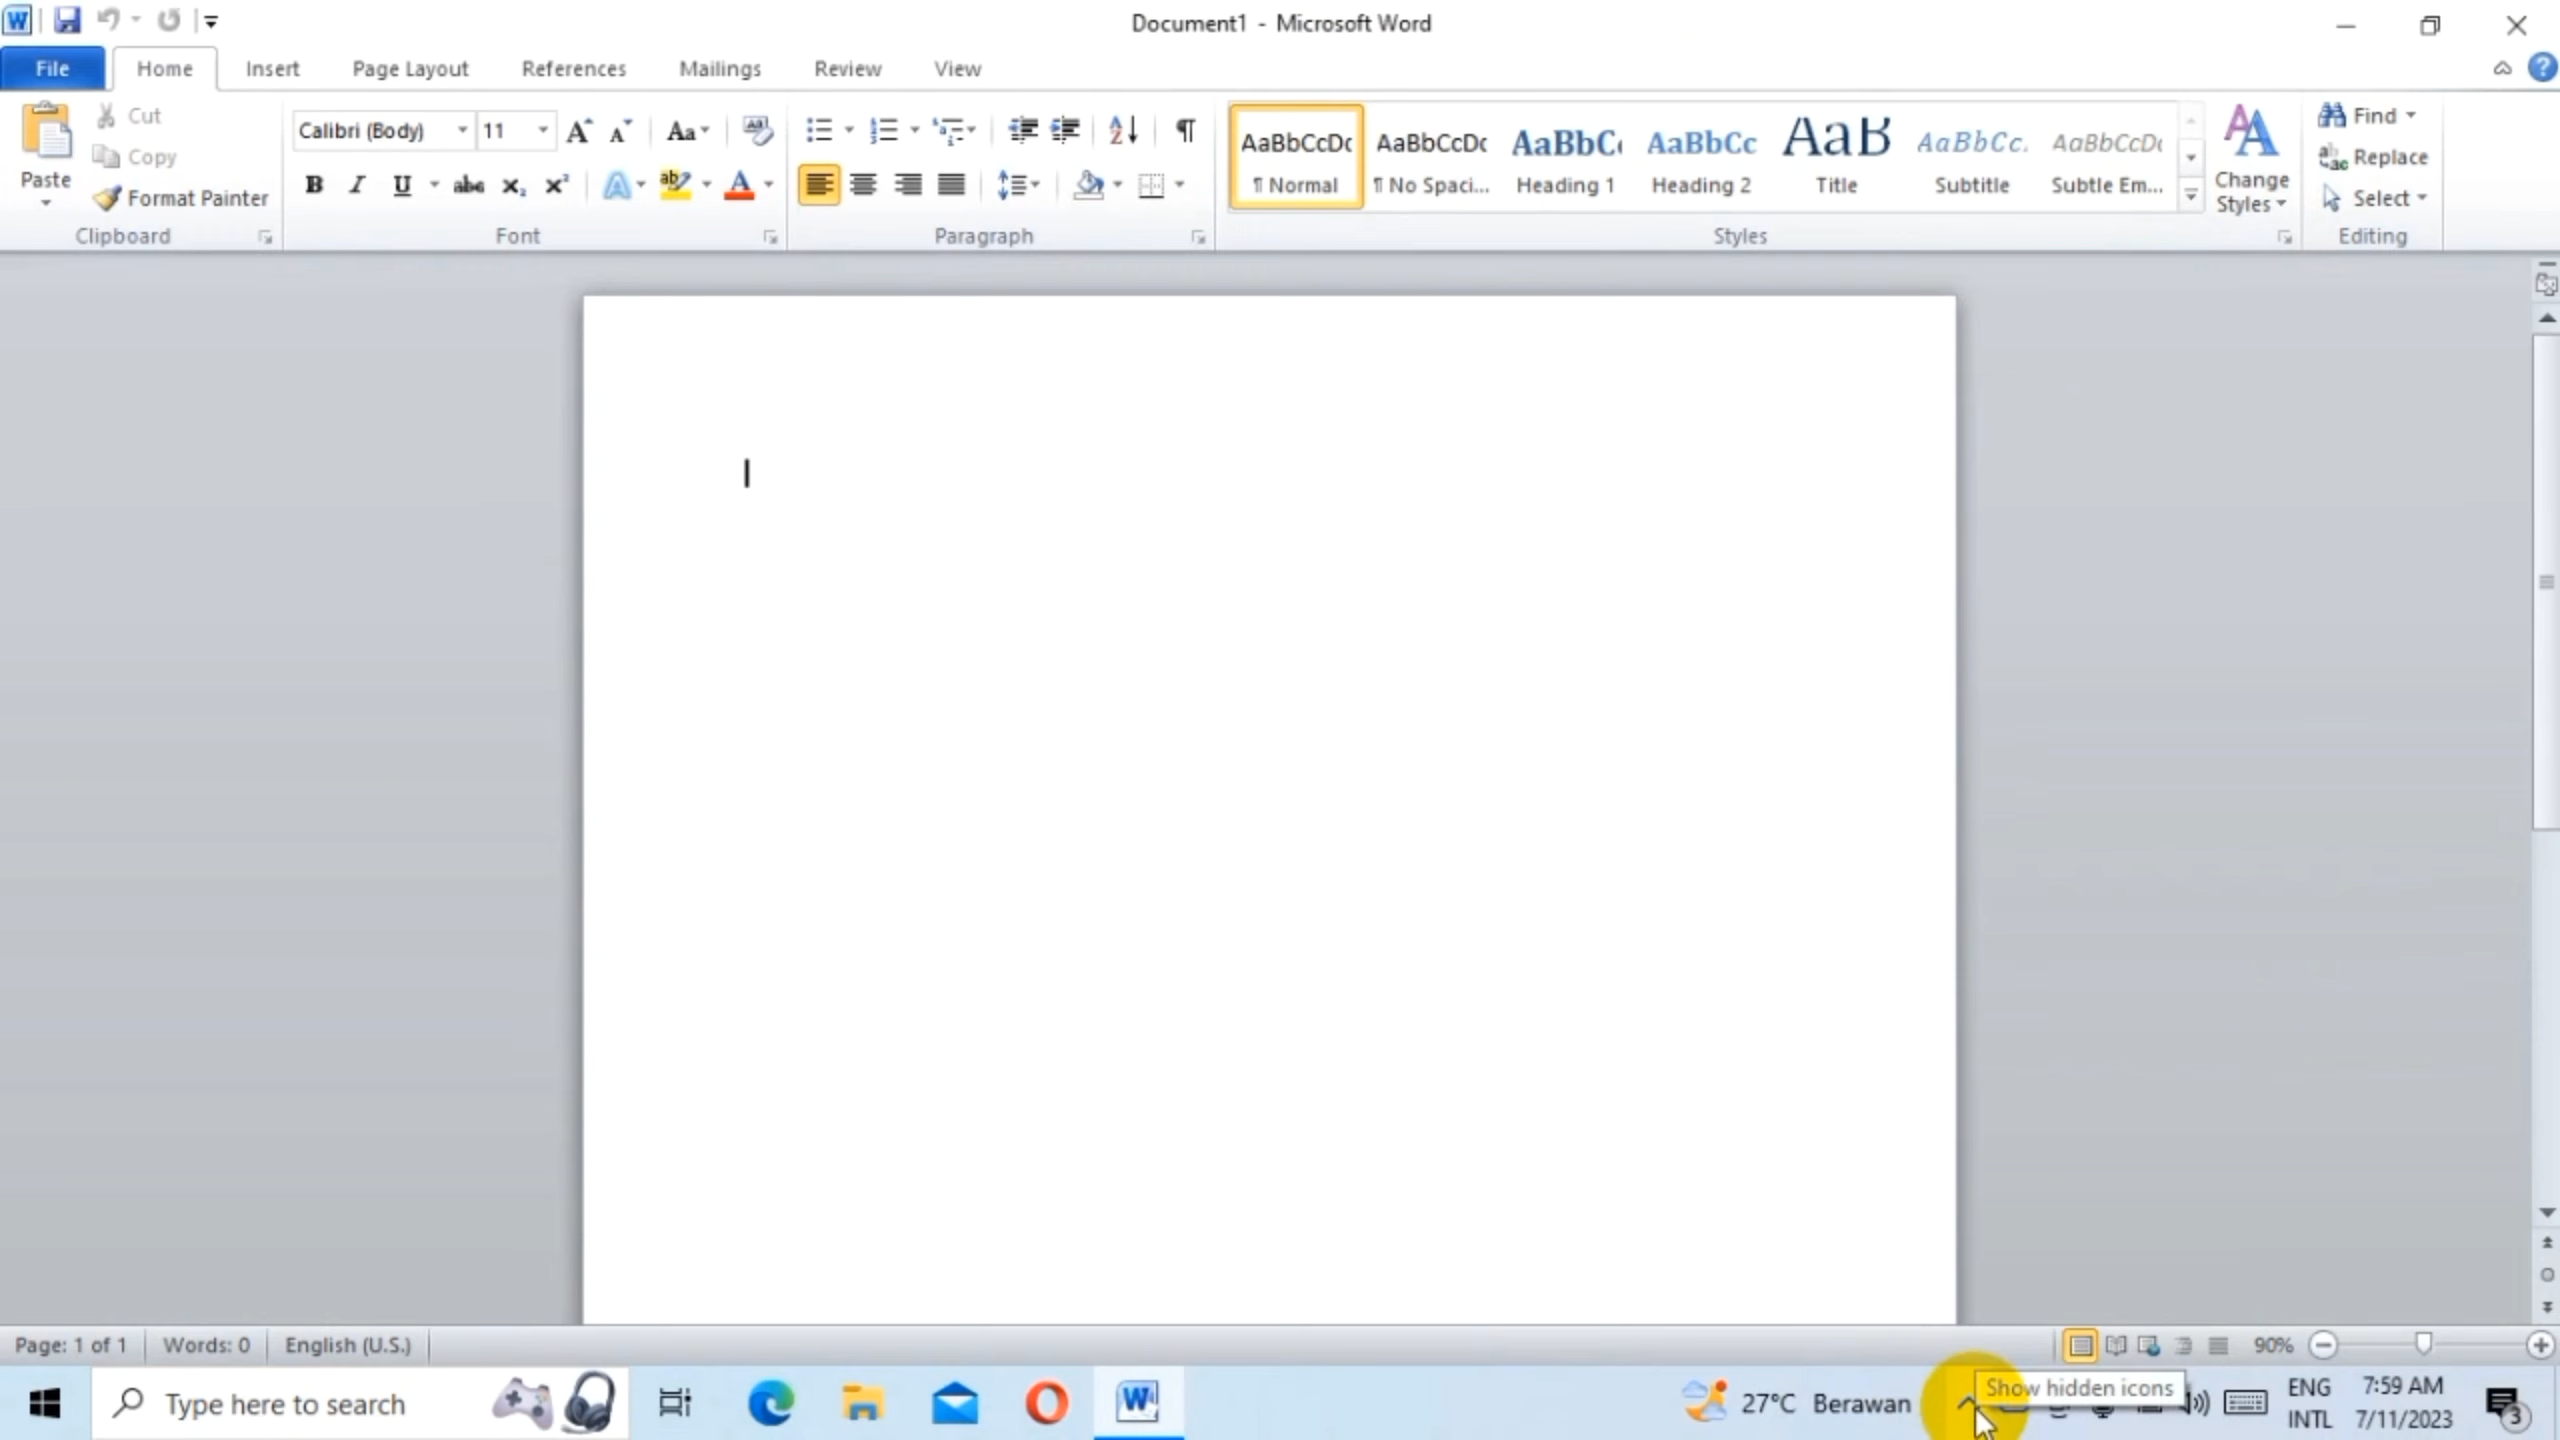 Document1 - Microsoft Word
File Home Insert Page Layout References Mailings Review View
Paste
Cut
Copy
Format Painter
Clipboard
Calibri (Body) 11
Font
Paragraph
AaBbCcDc AaBbCcDc AaBbC AaBbCc AaB AaBbCc. AaBbCcDc
¶ Normal ¶ No Spaci... Heading 1 Heading 2 Title Subtitle Subtle Em...
Styles
Change
Styles
Find
Replace
Select
Editing
Page: 1 of 1 Words: 0 English (U.S.) 90%
Type here to search
27°C Berawan
Show hidden icons
ENG
INTL
7:59 AM
7/11/2023
3